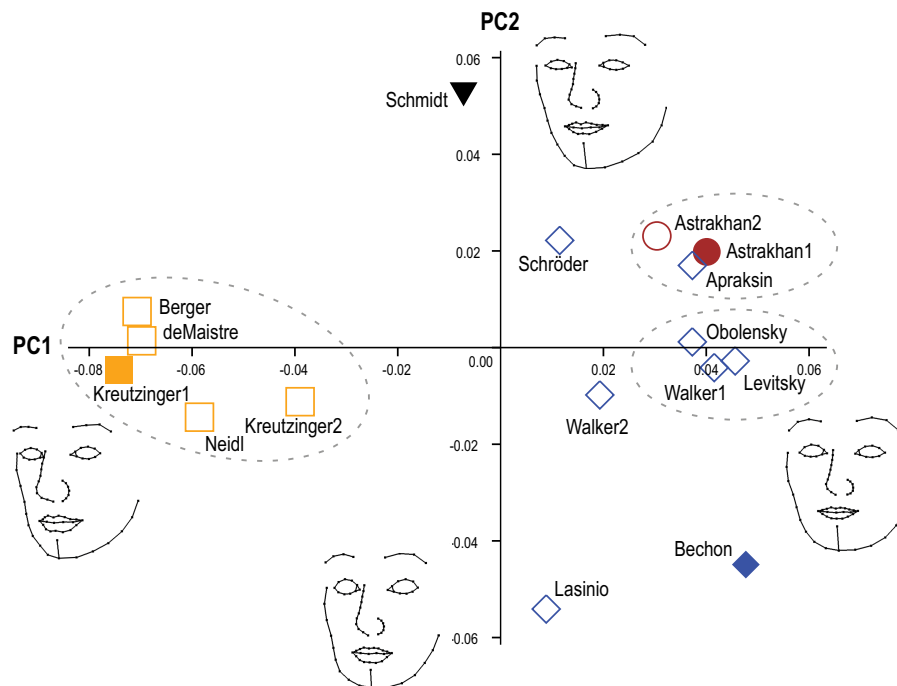 PC2
0.06
Schmidt
0.04
Astrakhan2
0.02
Astrakhan1
Schröder
Apraksin
Berger
deMaistre
Obolensky
PC1
-0.08
-0.06
-0.04
0.00
0.02
0.04
0.06
Kreutzinger1
Walker1
Levitsky
Neidl
Kreutzinger2
Walker2
-0.02
-0.04
Bechon
Lasinio
-0.06